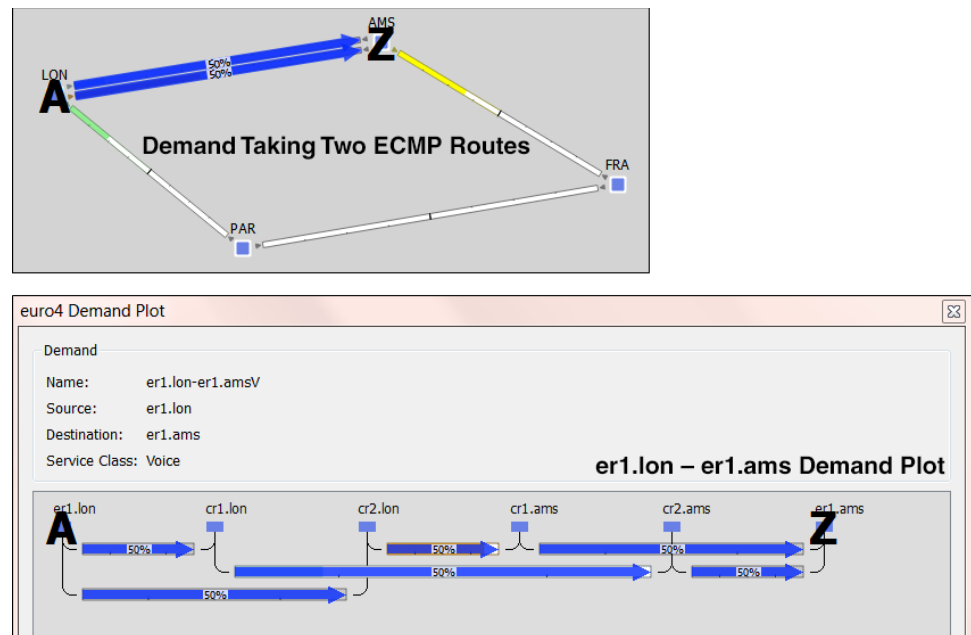 AMS
Z
50%
50%
LON
A
Demand Taking Two ECMP Routes
FRA
PAR
euro4 Demand Plot
Demand
Name: er1.lon-er1.amsV
Source: er1.lon
Destination: er1.ams
Service Class: Voice
er1.lon – er1.ams Demand Plot
er1.lon cr1.lon cr2.lon cr1.ams cr2.ams er1.ams
A Z
50% 50% 50%
50% 50%
50%